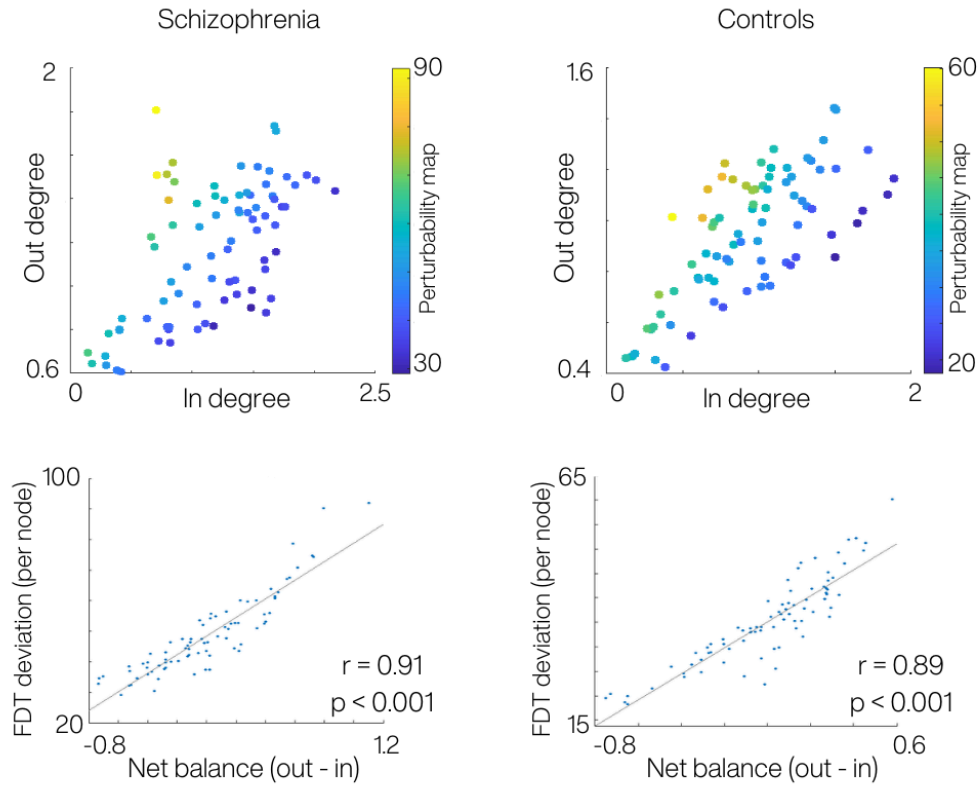 Schizophrenia
2
Out degree
0.6
0
In degree
2.5
90
Perturbability map
30
Controls
1.6
Out degree
0.4
0
In degree
2
60
Perturbability map
20
100
FDT deviation (per node)
20
-0.8
Net balance (out - in)
1.2
r = 0.91
p < 0.001
65
FDT deviation (per node)
15
-0.8
Net balance (out - in)
0.6
r = 0.89
p < 0.001